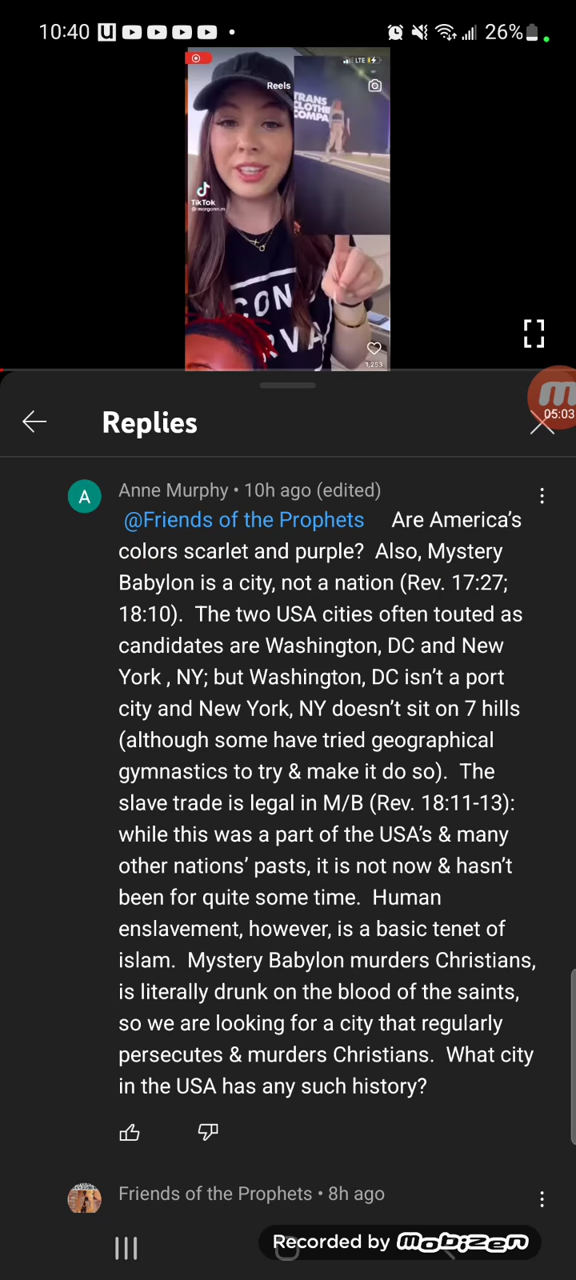 10:40
26%
LTE
Reels
TRANS
CLOTHI
COMPA
TikTok
CON
RVA
1,253
Replies
05:03
A
Anne Murphy • 10h ago (edited)
@Friends of the Prophets Are America's
colors scarlet and purple? Also, Mystery
Babylon is a city, not a nation (Rev. 17:27;
18:10). The two USA cities often touted as
candidates are Washington, DC and New
York , NY; but Washington, DC isn't a port
city and New York, NY doesn't sit on 7 hills
(although some have tried geographical
gymnastics to try & make it do so). The
slave trade is legal in M/B (Rev. 18:11-13):
while this was a part of the USA's & many
other nations' pasts, it is not now & hasn't
been for quite some time. Human
enslavement, however, is a basic tenet of
islam. Mystery Babylon murders Christians,
is literally drunk on the blood of the saints,
so we are looking for a city that regularly
persecutes & murders Christians. What city
in the USA has any such history?
Friends of the Prophets • 8h ago
Recorded by Mobizen